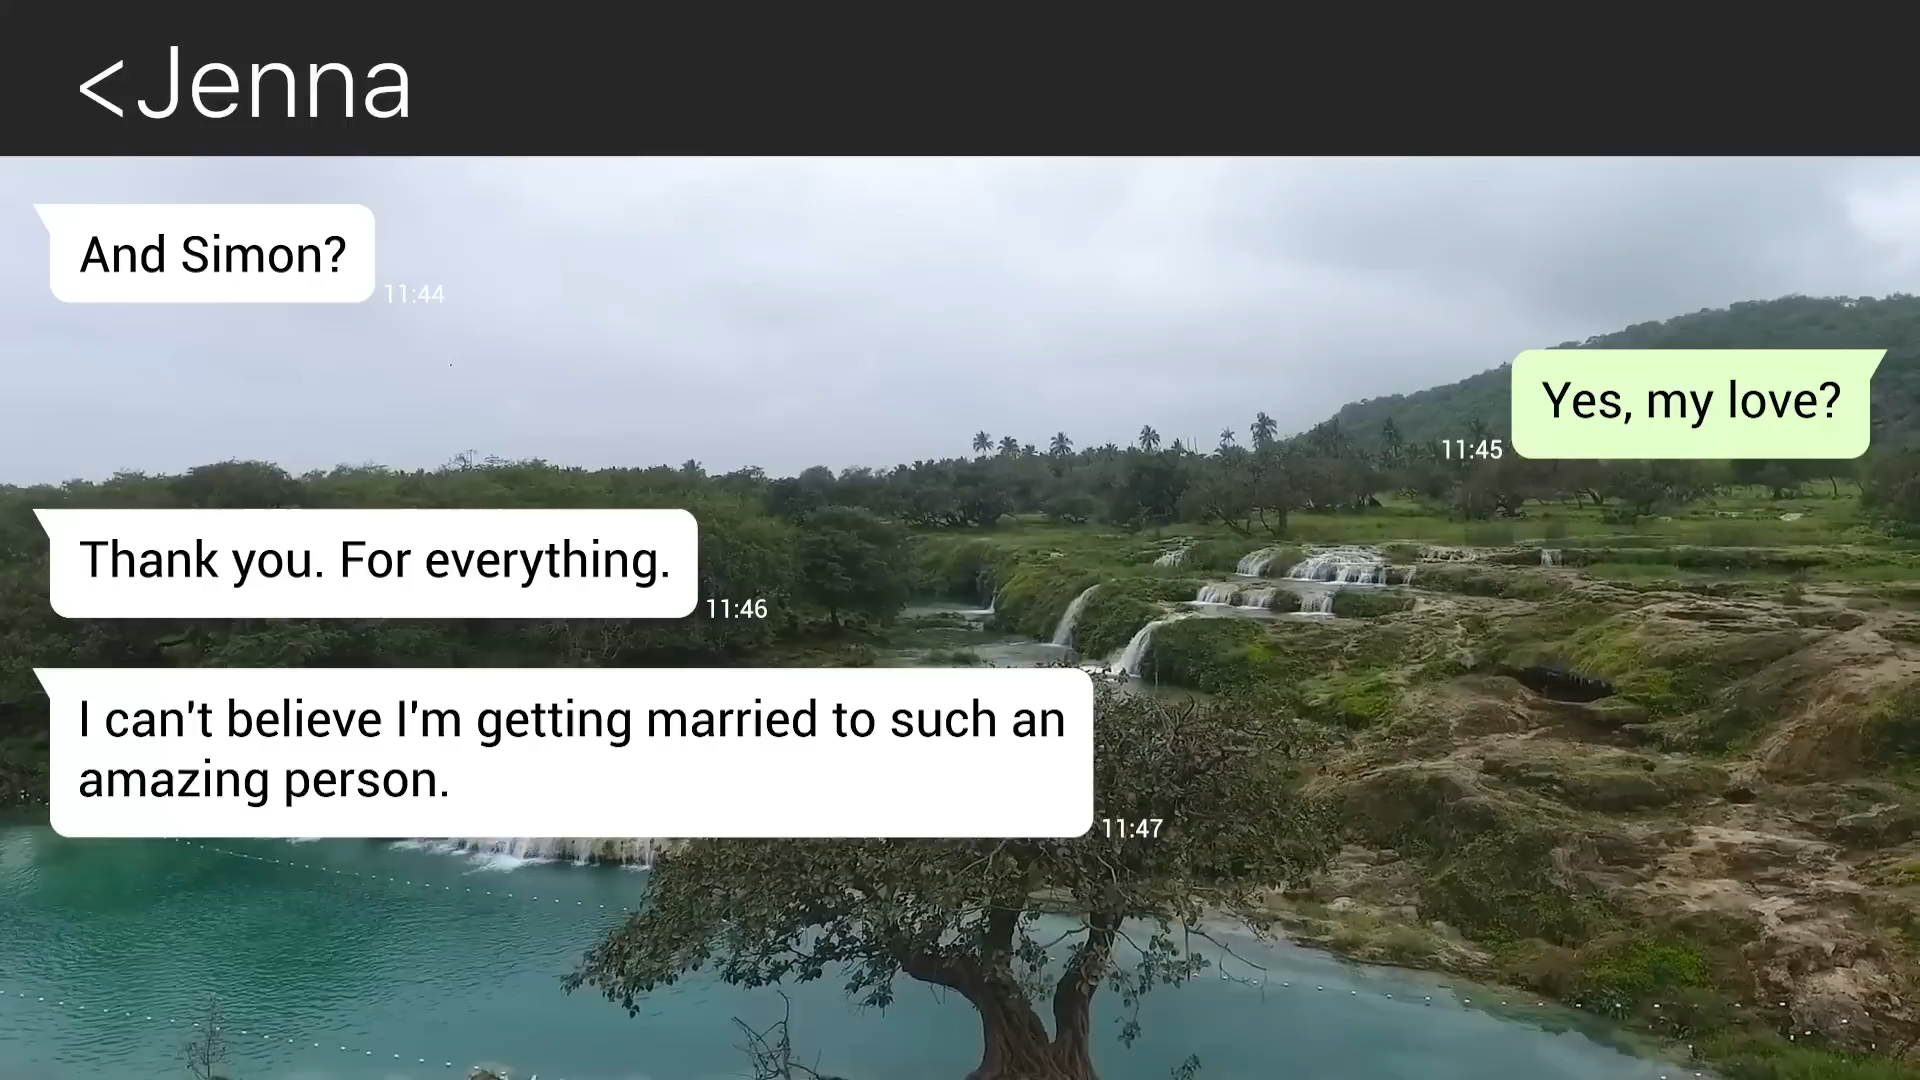 <Jenna
And Simon?
11:44
Yes, my love?
11:45
Thank you. For everything.
11:46
I can't believe I'm getting married to such an
amazing person.
11:47